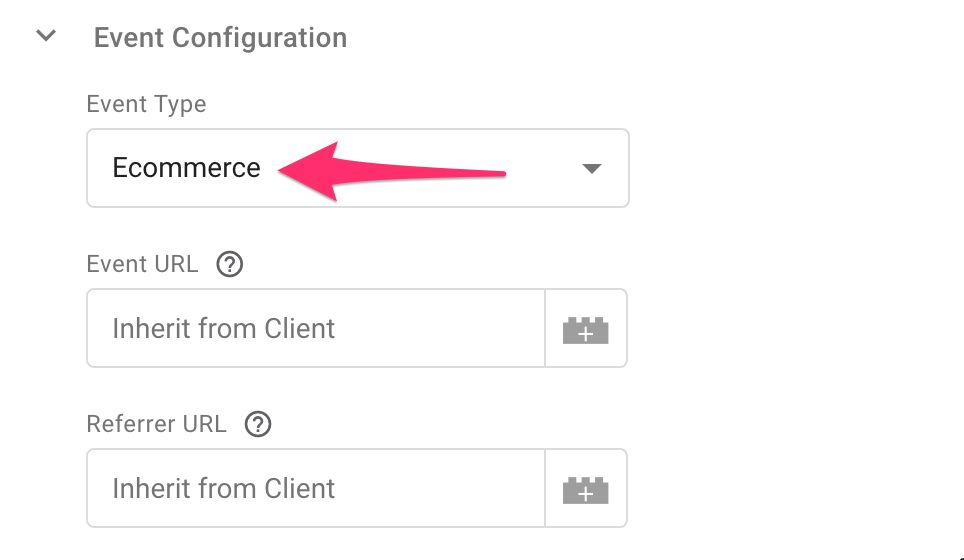 Event Configuration
Event Type
Ecommerce
Event URL ?
Inherit from Client
Referrer URL ?
Inherit from Client